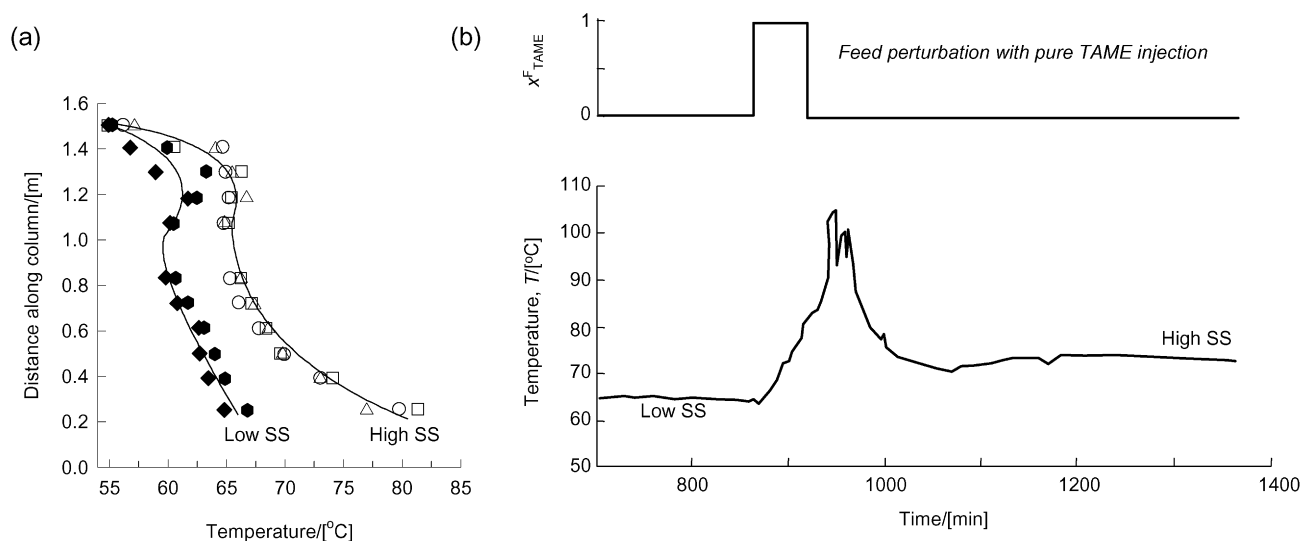 (a)
1.6
1.4
1.2
1.0
0.8
0.6
0.4
0.2
0.0
Distance along column/[m]
Low SS
High SS
55
60
65
70
75
80
85
Temperature/[°C]
(b)
1
0
xF TAME
Feed perturbation with pure TAME injection
110
100
90
80
70
60
50
Temperature, T/[°C]
Low SS
High SS
800
1000
1200
1400
Time/[min]